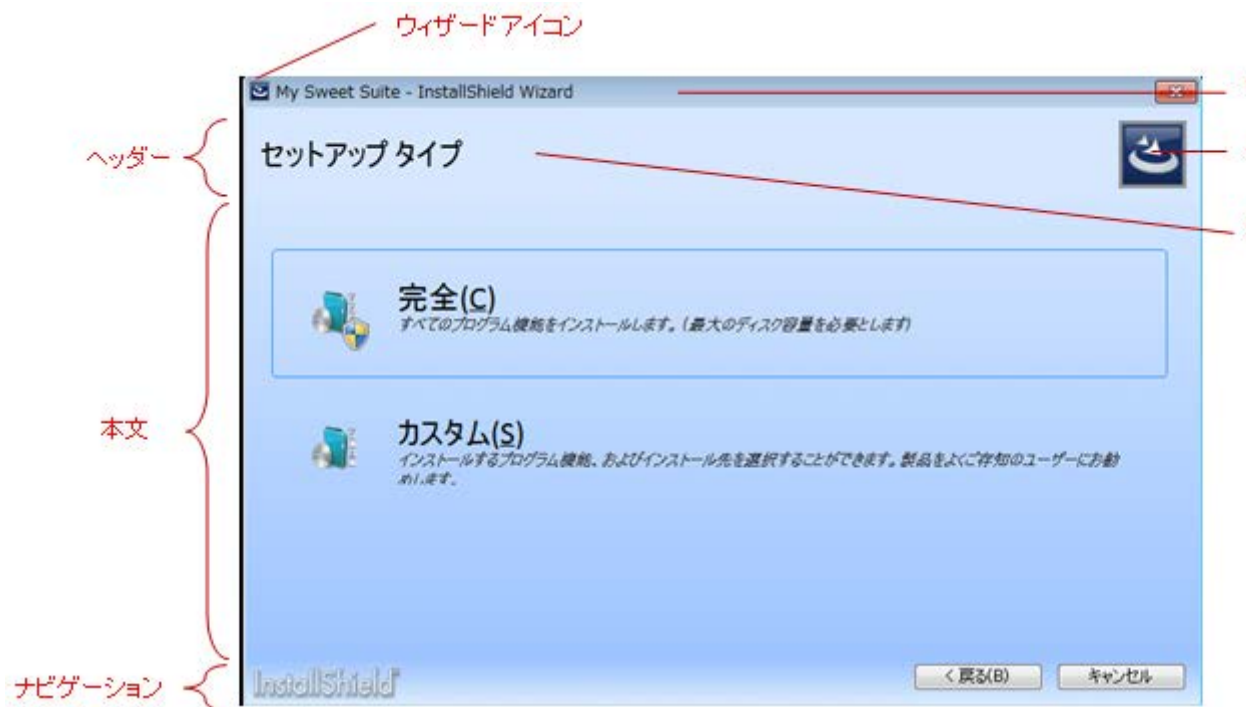 ウィザード アイコン
My Sweet Suite - InstallShield Wizard
ヘッダー
セットアップ タイプ
完全(C)
すべてのプログラム機能をインストールします。(最大のディスク容量を必要とします)
本文
カスタム(S)
インストールするプログラム機能、およびインストール先を選択することができます。製品をよくご存知のユーザーにお勧
めします。
ナビゲーション
InstallShield
< 戻る(B)
キャンセル